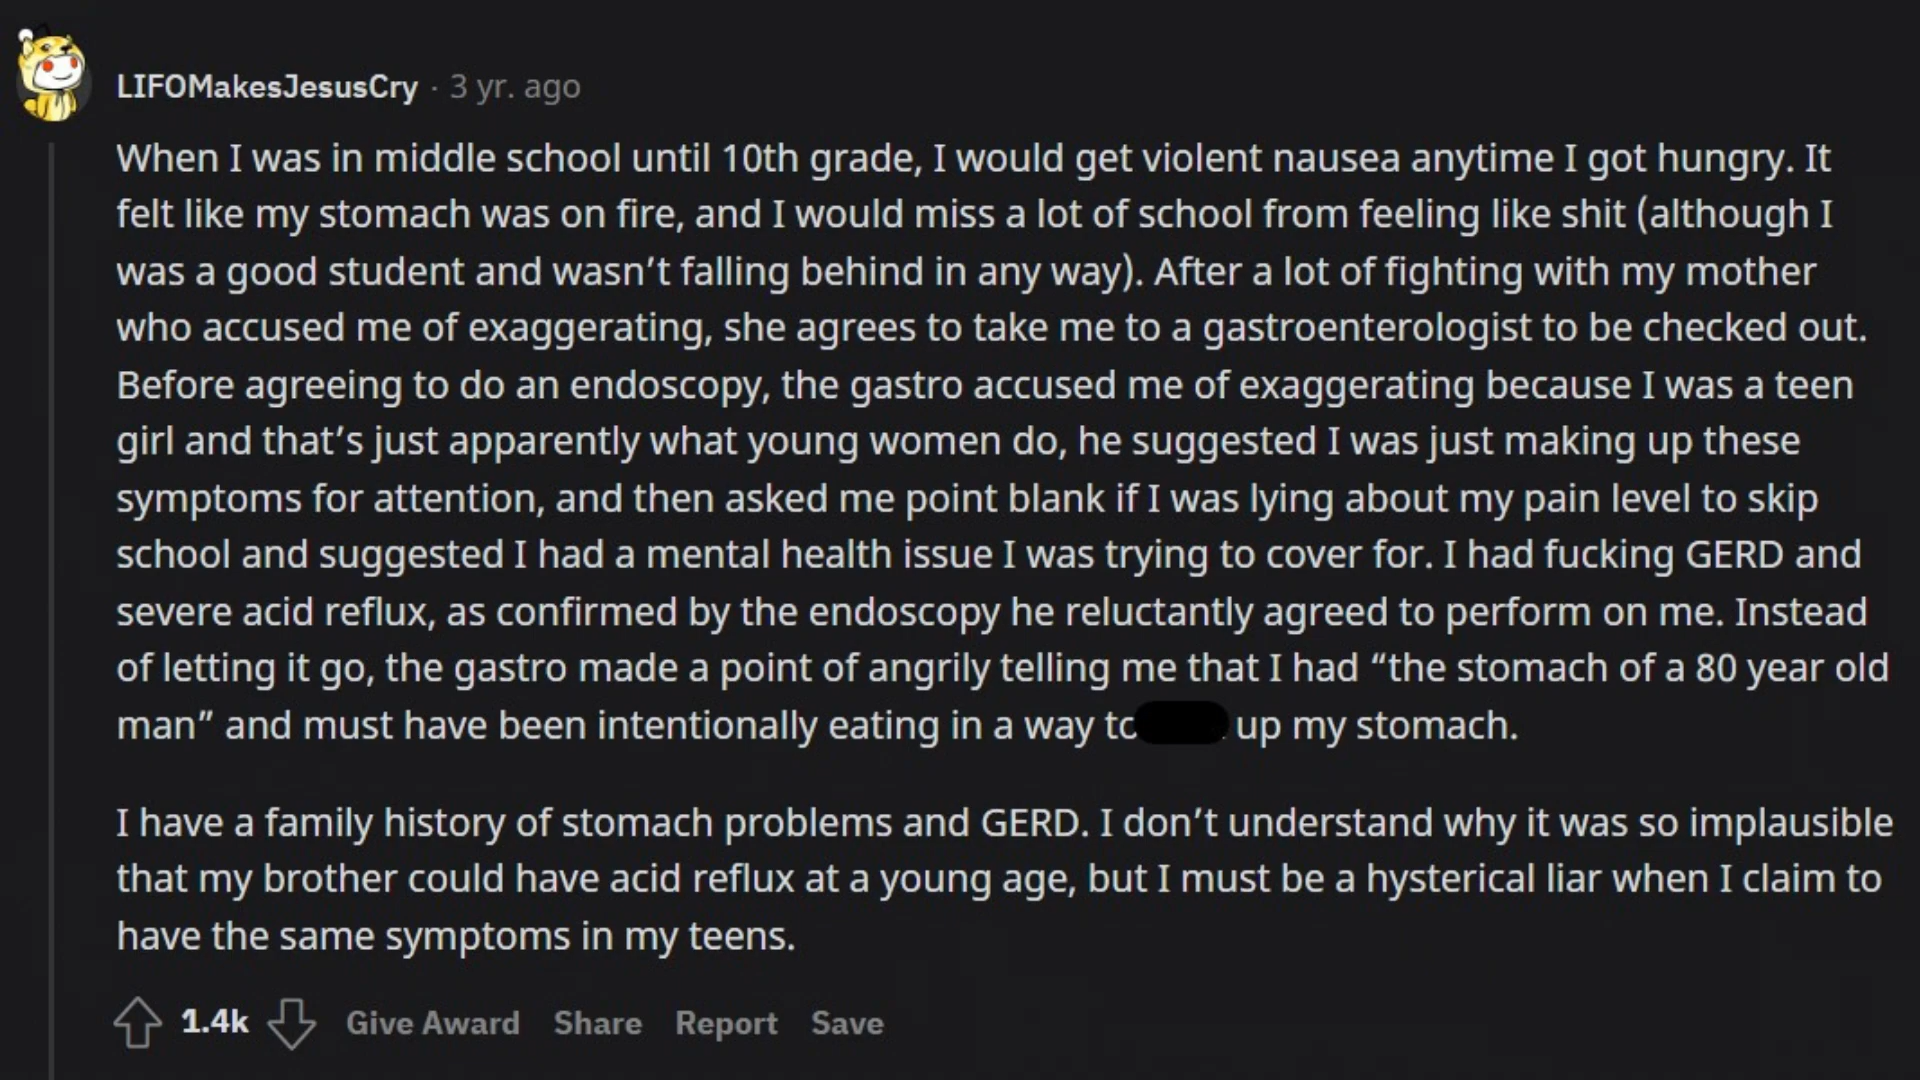 LIFOMakesJesusCry · 3 yr. ago
When I was in middle school until 10th grade, I would get violent nausea anytime I got hungry. It
felt like my stomach was on fire, and I would miss a lot of school from feeling like shit (although I
was a good student and wasn’t falling behind in any way). After a lot of fighting with my mother
who accused me of exaggerating, she agrees to take me to a gastroenterologist to be checked out.
Before agreeing to do an endoscopy, the gastro accused me of exaggerating because I was a teen
girl and that’s just apparently what young women do, he suggested I was just making up these
symptoms for attention, and then asked me point blank if I was lying about my pain level to skip
school and suggested I had a mental health issue I was trying to cover for. I had fucking GERD and
severe acid reflux, as confirmed by the endoscopy he reluctantly agreed to perform on me. Instead
of letting it go, the gastro made a point of angrily telling me that I had “the stomach of a 80 year old
man” and must have been intentionally eating in a way to up my stomach.
I have a family history of stomach problems and GERD. I don’t understand why it was so implausible
that my brother could have acid reflux at a young age, but I must be a hysterical liar when I claim to
have the same symptoms in my teens.
1.4k Give Award Share Report Save